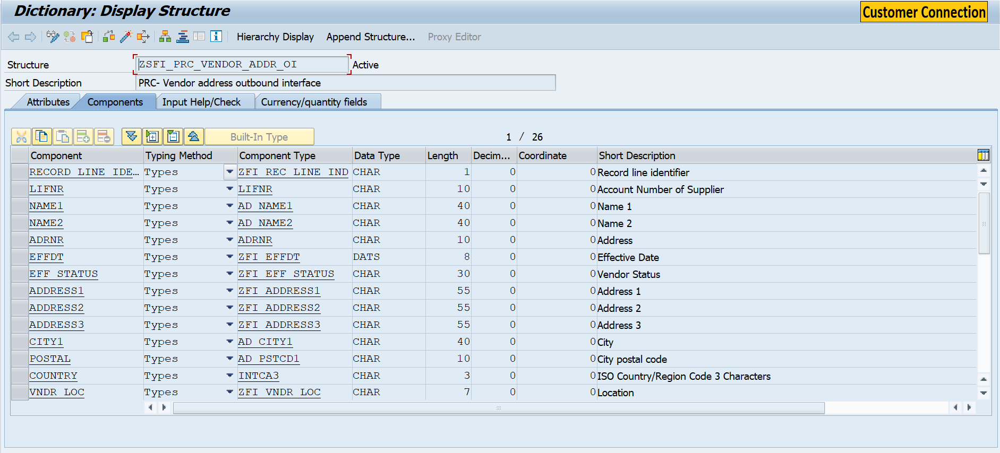 Dictionary: Display Structure
Customer Connection
Hierarchy Display Append Structure... Proxy Editor
Structure ZSFI_PRC_VENDOR_ADDR_OI Active
Short Description PRC- Vendor address outbound interface
Attributes Components Input Help/Check Currency/quantity fields
Built-In Type 1 / 26
Component Typing Method Component Type Data Type Length Decim... Coordinate Short Description
RECORD_LINE_IDE... Types ZFI_REC_LINE_IND CHAR 1 0 0 Record line identifier
LIFNR Types LIFNR CHAR 10 0 0 Account Number of Supplier
NAME1 Types AD_NAME1 CHAR 40 0 0 Name 1
NAME2 Types AD_NAME2 CHAR 40 0 0 Name 2
ADRNR Types ADRNR CHAR 10 0 0 Address
EFFDT Types ZFI_EFFDT DATS 8 0 0 Effective Date
EFF_STATUS Types ZFI_EFF_STATUS CHAR 30 0 0 Vendor Status
ADDRESS1 Types ZFI_ADDRESS1 CHAR 55 0 0 Address 1
ADDRESS2 Types ZFI_ADDRESS2 CHAR 55 0 0 Address 2
ADDRESS3 Types ZFI_ADDRESS3 CHAR 55 0 0 Address 3
CITY1 Types AD_CITY1 CHAR 40 0 0 City
POSTAL Types AD_PSTCD1 CHAR 10 0 0 City postal code
COUNTRY Types INTCA3 CHAR 3 0 0 ISO Country/Region Code 3 Characters
VNDR_LOC Types ZFI_VNDR_LOC CHAR 7 0 0 Location